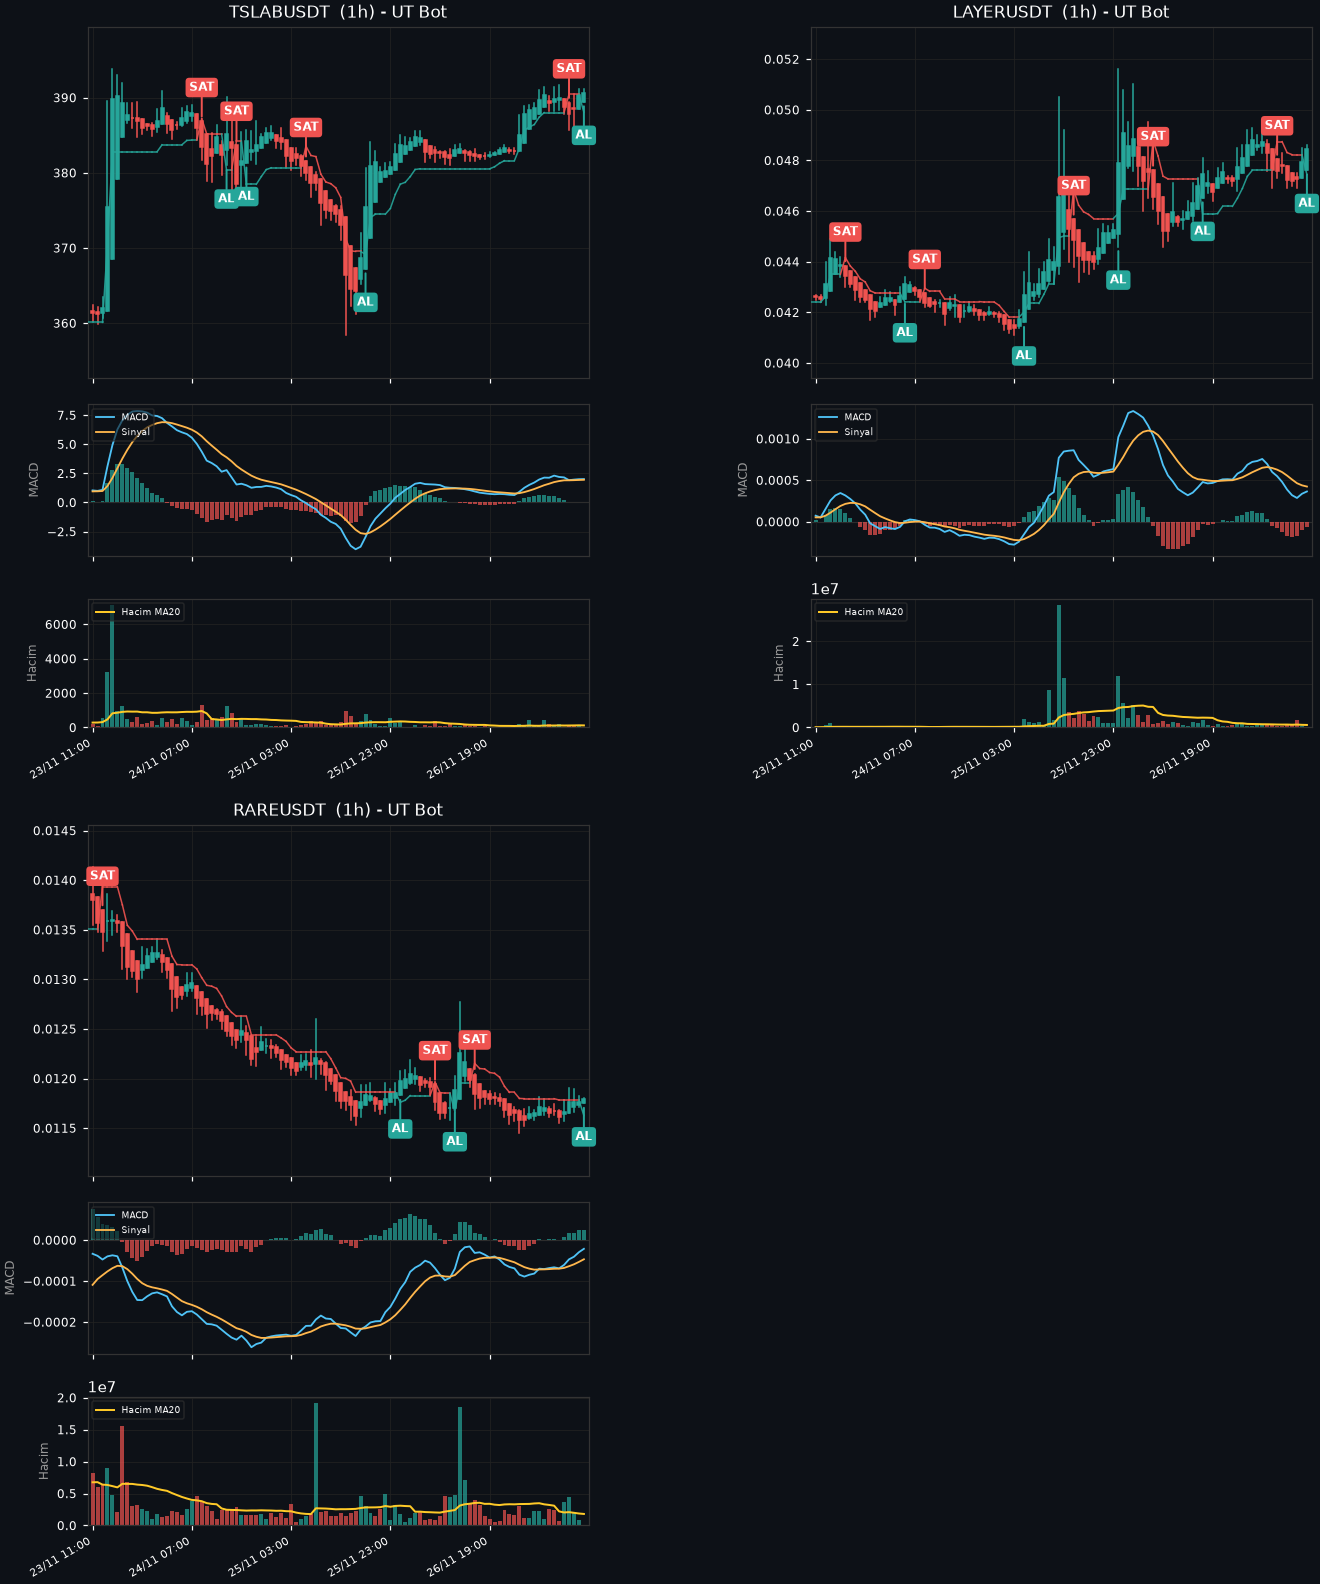 TSLABUSDT (1h) - UT Bot
390
380
370
360
SAT
SAT
SAT
SAT
AL
AL
AL
AL
MACD
7.5
5.0
2.5
0.0
−2.5
MACD
Sinyal
Hacim
6000
4000
2000
0
Hacim MA20
23/11 11:00
24/11 07:00
25/11 03:00
25/11 23:00
26/11 19:00
LAYERUSDT (1h) - UT Bot
0.052
0.050
0.048
0.046
0.044
0.042
0.040
SAT
SAT
SAT
SAT
SAT
AL
AL
AL
AL
AL
MACD
0.0010
0.0005
0.0000
MACD
Sinyal
1e7
Hacim
2
1
0
Hacim MA20
23/11 11:00
24/11 07:00
25/11 03:00
25/11 23:00
26/11 19:00
RAREUSDT (1h) - UT Bot
0.0145
0.0140
0.0135
0.0130
0.0125
0.0120
0.0115
SAT
SAT
SAT
AL
AL
AL
MACD
0.0000
−0.0001
−0.0002
MACD
Sinyal
1e7
Hacim
2.0
1.5
1.0
0.5
0.0
Hacim MA20
23/11 11:00
24/11 07:00
25/11 03:00
25/11 23:00
26/11 19:00